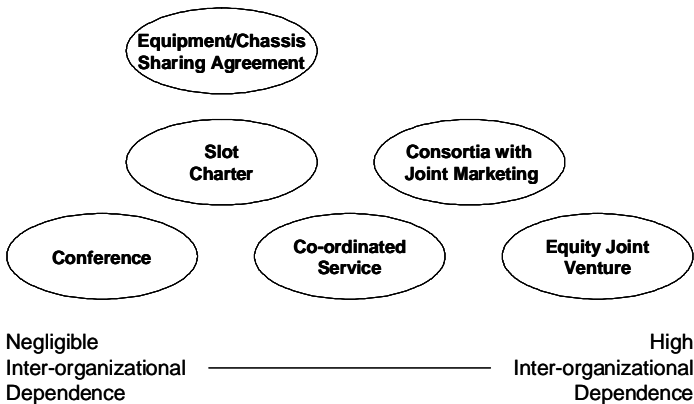 Equipment/Chassis
Sharing Agreement
Slot
Charter
Consortia with
Joint Marketing
Conference
Co-ordinated
Service
Equity Joint
Venture
Negligible
Inter-organizational
Dependence
High
Inter-organizational
Dependence